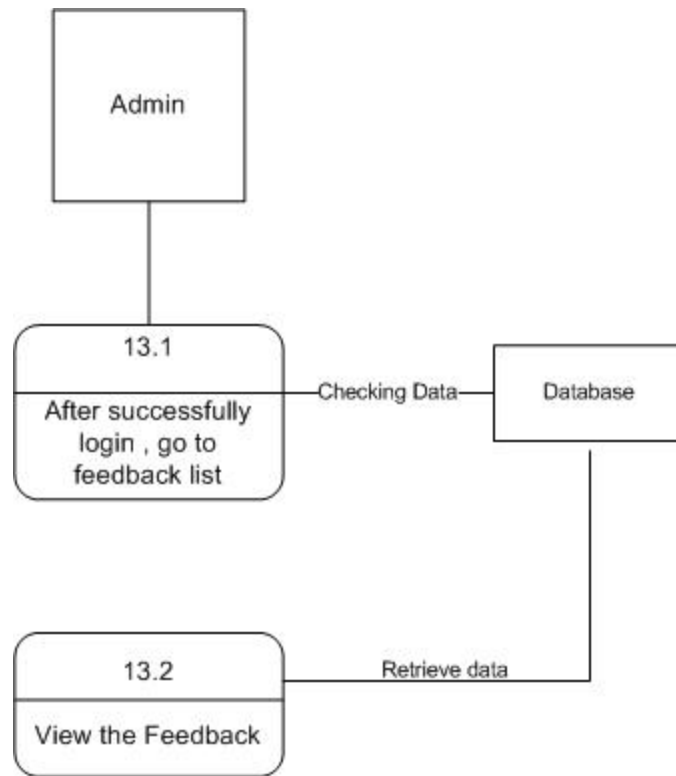 Admin
13.1
After successfully
login , go to
feedback list
Checking Data
Database
13.2
View the Feedback
Retrieve data